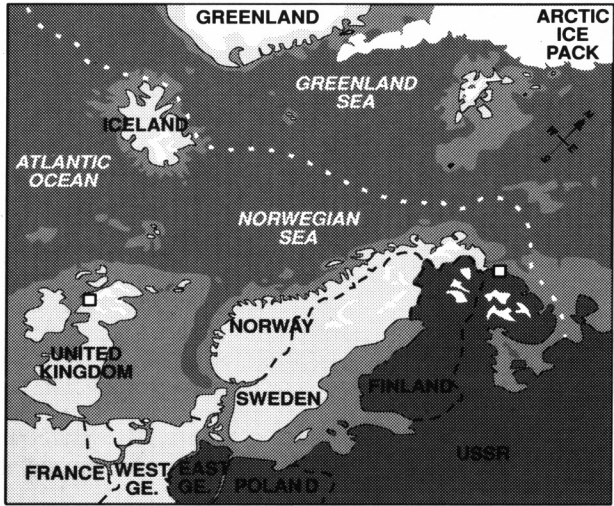 GREENLAND
ARCTIC
ICE
PACK
GREENLAND
SEA
ICELAND
ATLANTIC
OCEAN
NORWEGIAN
SEA
NORWAY
UNITED
KINGDOM
SWEDEN
FINLAND
USSR
FRANCE
WEST
GE.
EAST
GE.
POLAND